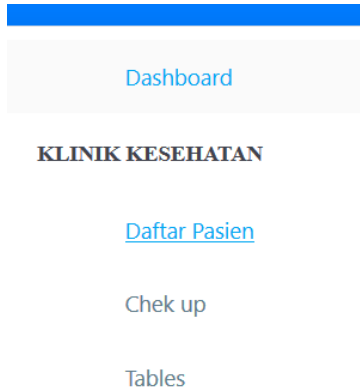 Dashboard
KLINIK KESEHATAN
Daftar Pasien
Chek up
Tables